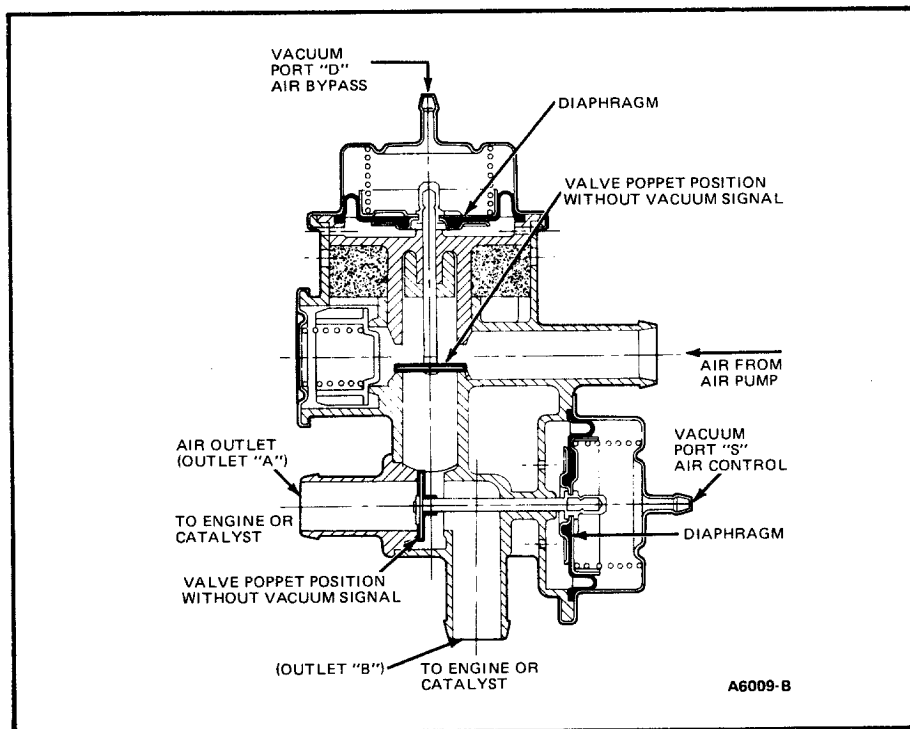 VACUUM
PORT "D"
AIR BYPASS
DIAPHRAGM
VALVE POPPET POSITION
WITHOUT VACUUM SIGNAL
AIR FROM
AIR PUMP
AIR OUTLET
(OUTLET "A")
TO ENGINE OR
CATALYST
VACUUM
PORT "S"
AIR CONTROL
DIAPHRAGM
VALVE POPPET POSITION
WITHOUT VACUUM SIGNAL
(OUTLET "B")
TO ENGINE OR
CATALYST
A6009-B